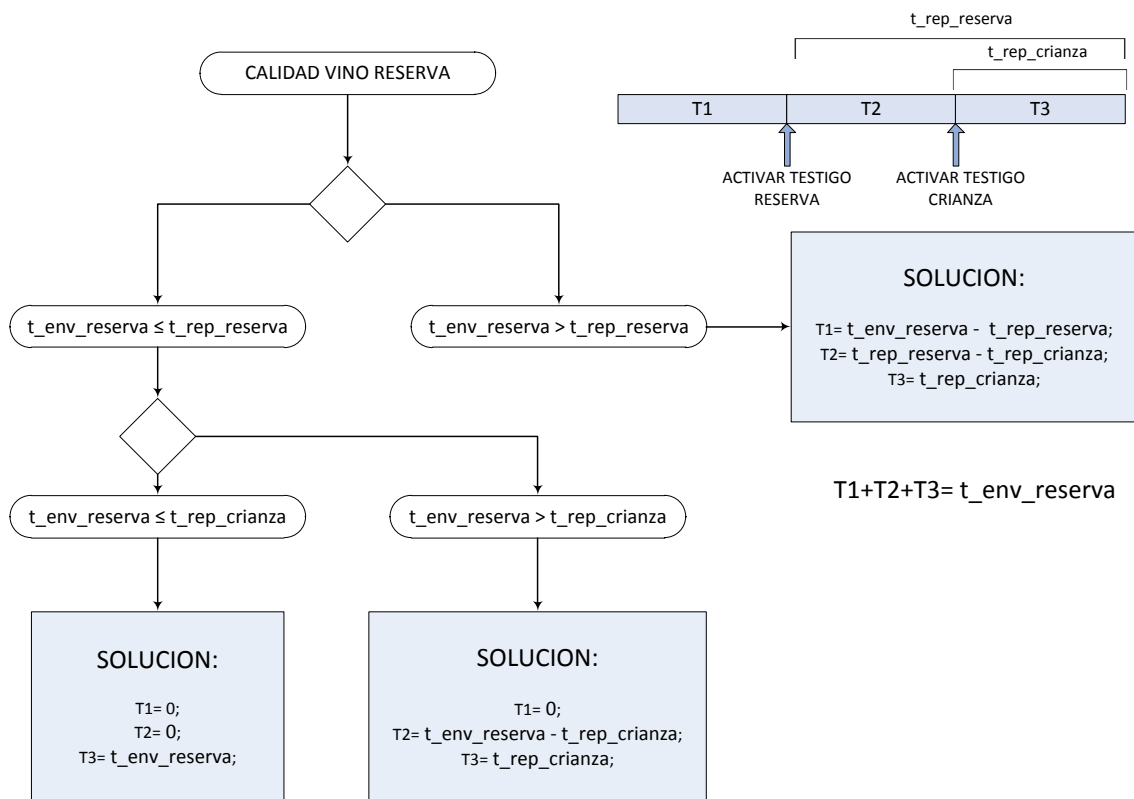 t_rep_reserva
t_rep_crianza
CALIDAD VINO RESERVA
T1
T2
T3
ACTIVAR TESTIGO
RESERVA
ACTIVAR TESTIGO
CRIANZA
t_env_reserva ≤ t_rep_reserva
t_env_reserva > t_rep_reserva
SOLUCION:
T1= t_env_reserva - t_rep_reserva;
T2= t_rep_reserva - t_rep_crianza;
T3= t_rep_crianza;
T1+T2+T3= t_env_reserva
t_env_reserva ≤ t_rep_crianza
t_env_reserva > t_rep_crianza
SOLUCION:
T1= 0;
T2= 0;
T3= t_env_reserva;
SOLUCION:
T1= 0;
T2= t_env_reserva - t_rep_crianza;
T3= t_rep_crianza;